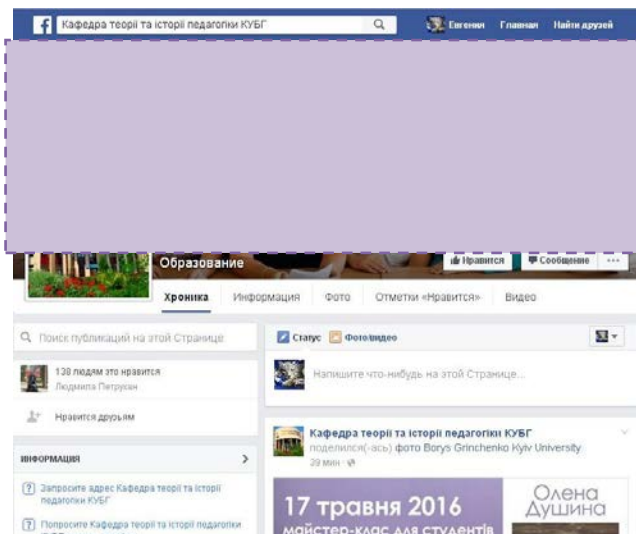 Кафедра теорії та історії педагогіки КУБГ
Евгения Главная Найти друзей
Образование
Нравится Сообщение
Хроника Информация Фото Отметки «Нравится» Видео
Поиск публикаций на этой Странице
138 людям это нравится
Людмила Петрухан
Нравится друзьям
ИНФОРМАЦИЯ
Запросите адрес Кафедра теорії та історії
педагогіки КУБГ
Попросите Кафедра теорії та історії педагогіки
Статус Фото/видео
Напишите что-нибудь на этой Странице...
Кафедра теорії та історії педагогіки КУБГ
поделился(-ась) фото Borys Grinchenko Kyiv University
39 мин
17 травня 2016
майстер-клас для студентів
Олена
Душина